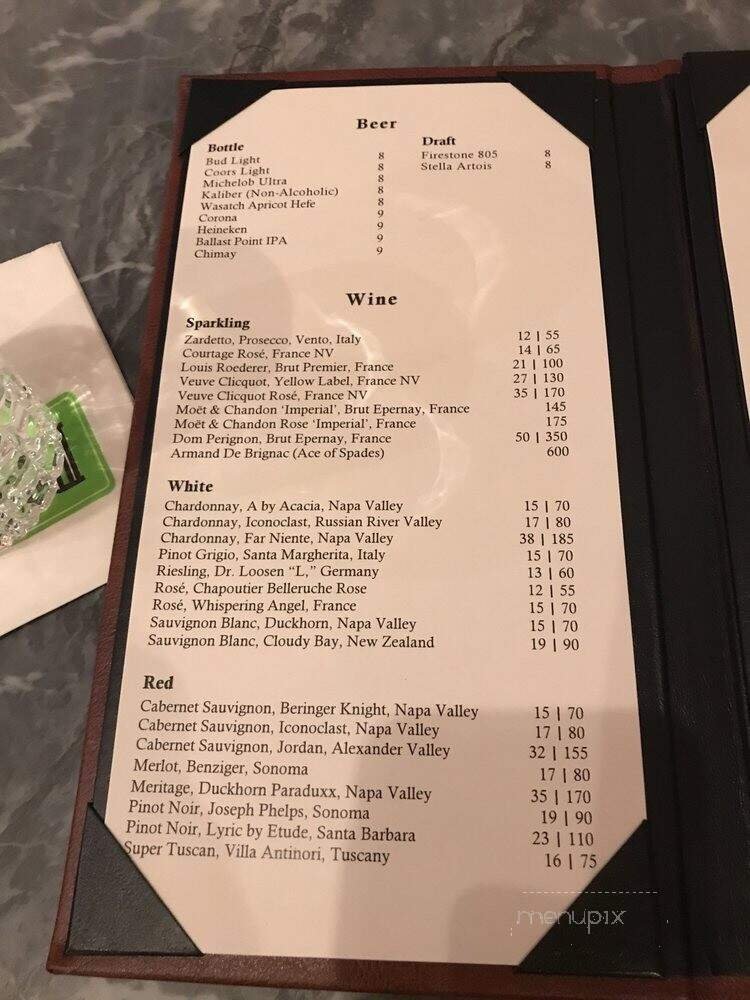 Beer
Bottle
Bud Light 8
Coors Light 8
Michelob Ultra 8
Kaliber (Non-Alcoholic) 8
Wasatch Apricot Hefe 8
Corona 9
Heineken 9
Ballast Point IPA 9
Chimay 9
Draft
Firestone 805 8
Stella Artois 8
Wine
Sparkling
Zardetto, Prosecco, Vento, Italy 12 | 55
Courtage Rosé, France NV 14 | 65
Louis Roederer, Brut Premier, France 21 | 100
Veuve Clicquot, Yellow Label, France NV 27 | 130
Veuve Clicquot Rosé, France NV 35 | 170
Moët & Chandon ‘Imperial’, Brut Epernay, France 145
Moët & Chandon Rose ‘Imperial’, France 175
Dom Perignon, Brut Epernay, France 50 | 350
Armand De Brignac (Ace of Spades) 600
White
Chardonnay, A by Acacia, Napa Valley 15 | 70
Chardonnay, Iconoclast, Russian River Valley 17 | 80
Chardonnay, Far Niente, Napa Valley 38 | 185
Pinot Grigio, Santa Margherita, Italy 15 | 70
Riesling, Dr. Loosen “L,” Germany 13 | 60
Rosé, Chapoutier Belleruche Rose 12 | 55
Rosé, Whispering Angel, France 15 | 70
Sauvignon Blanc, Duckhorn, Napa Valley 15 | 70
Sauvignon Blanc, Cloudy Bay, New Zealand 19 | 90
Red
Cabernet Sauvignon, Beringer Knight, Napa Valley 15 | 70
Cabernet Sauvignon, Iconoclast, Napa Valley 17 | 80
Cabernet Sauvignon, Jordan, Alexander Valley 32 | 155
Merlot, Benziger, Sonoma 17 | 80
Meritage, Duckhorn Paraduxx, Napa Valley 35 | 170
Pinot Noir, Joseph Phelps, Sonoma 19 | 90
Pinot Noir, Lyric by Etude, Santa Barbara 23 | 110
Super Tuscan, Villa Antinori, Tuscany 16 | 75
menupix